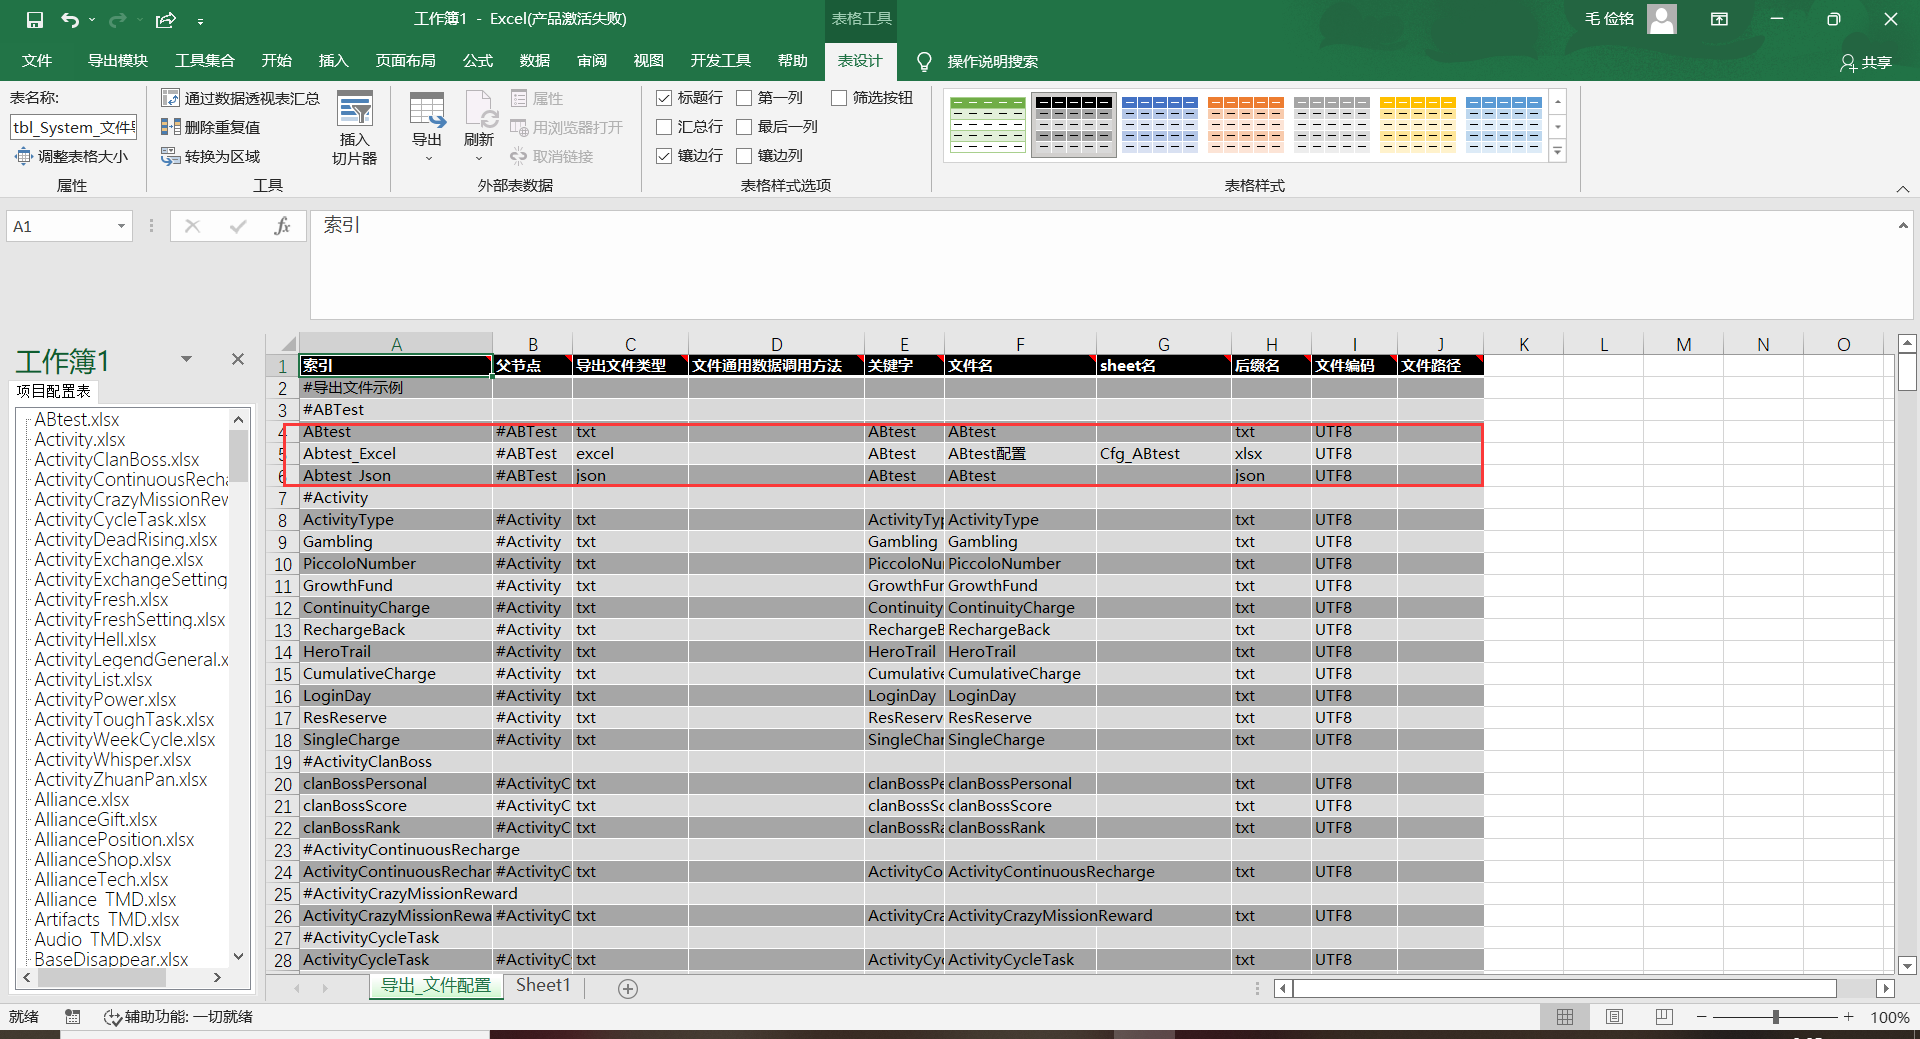 工作簿1 - Excel(产品激活失败)
表格工具
毛 俭铭
文件 导出模块 工具集合 开始 插入 页面布局 公式 数据 审阅 视图 开发工具 帮助 表设计 操作说明搜索
共享
表名称:
tbl_System_文件
调整表格大小
属性
通过数据透视表汇总
删除重复值
转换为区域
插入
切片器
工具
导出
刷新
属性
用浏览器打开
取消链接
外部表数据
标题行 第一列 筛选按钮
汇总行 最后一列
镶边行 镶边列
表格样式选项
表格样式
A1
fx
索引
工作簿1
项目配置表
ABtest.xlsx
Activity.xlsx
ActivityClanBoss.xlsx
ActivityContinuousRecha
ActivityCrazyMissionRew
ActivityCycleTask.xlsx
ActivityDeadRising.xlsx
ActivityExchange.xlsx
ActivityExchangeSetting
ActivityFresh.xlsx
ActivityFreshSetting.xlsx
ActivityHell.xlsx
ActivityLegendGeneral.x
ActivityList.xlsx
ActivityPower.xlsx
ActivityToughTask.xlsx
ActivityWeekCycle.xlsx
ActivityWhisper.xlsx
ActivityZhuanPan.xlsx
Alliance.xlsx
AllianceGift.xlsx
AlliancePosition.xlsx
AllianceShop.xlsx
AllianceTech.xlsx
Alliance_TMD.xlsx
Artifacts_TMD.xlsx
Audio_TMD.xlsx
BaseDisappear.xlsx
A B C D E F G H I J K L M N O
1 索引 父节点 导出文件类型 文件通用数据调用方法 关键字 文件名 sheet名 后缀名 文件编码 文件路径
2 #导出文件示例
3 #ABTest
4 ABtest #ABTest txt ABtest ABtest txt UTF8
5 Abtest_Excel #ABTest excel ABtest ABtest配置 Cfg_ABtest xlsx UTF8
6 Abtest_Json #ABTest json ABtest ABtest json UTF8
7 #Activity
8 ActivityType #Activity txt ActivityTyp ActivityType txt UTF8
9 Gambling #Activity txt Gambling Gambling txt UTF8
10 PiccoloNumber #Activity txt PiccoloNur PiccoloNumber txt UTF8
11 GrowthFund #Activity txt GrowthFur GrowthFund txt UTF8
12 ContinuityCharge #Activity txt Continuity ContinuityCharge txt UTF8
13 RechargeBack #Activity txt RechargeB RechargeBack txt UTF8
14 HeroTrail #Activity txt HeroTrail HeroTrail txt UTF8
15 CumulativeCharge #Activity txt Cumulative CumulativeCharge txt UTF8
16 LoginDay #Activity txt LoginDay LoginDay txt UTF8
17 ResReserve #Activity txt ResReserv ResReserve txt UTF8
18 SingleCharge #Activity txt SingleChar SingleCharge txt UTF8
19 #ActivityClanBoss
20 clanBossPersonal #ActivityC txt clanBossPe clanBossPersonal txt UTF8
21 clanBossScore #ActivityC txt clanBossSc clanBossScore txt UTF8
22 clanBossRank #ActivityC txt clanBossRa clanBossRank txt UTF8
23 #ActivityContinuousRecharge
24 ActivityContinuousRechar #ActivityC txt ActivityCo ActivityContinuousRecharge txt UTF8
25 #ActivityCrazyMissionReward
26 ActivityCrazyMissionRewa #ActivityC txt ActivityCra ActivityCrazyMissionReward txt UTF8
27 #ActivityCycleTask
28 ActivityCycleTask #ActivityC txt ActivityCyc ActivityCycleTask txt UTF8
导出_文件配置 Sheet1
就绪 辅助功能: 一切就绪 100%